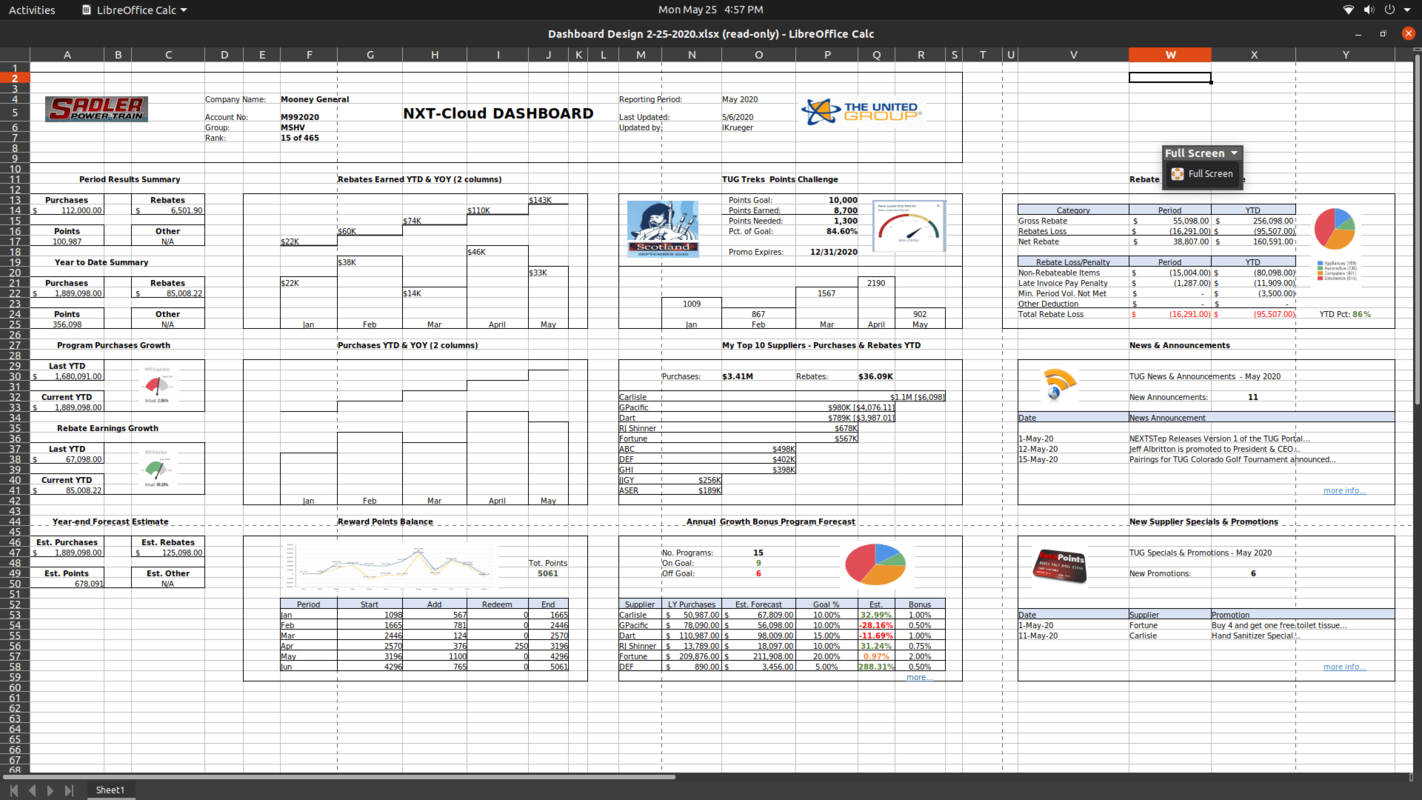 Activities LibreOffice Calc Mon May 25 4:57 PM
Dashboard Design 2-25-2020.xlsx (read-only) - LibreOffice Calc
A B C D E F G H I J K L M N O P Q R S T U V W X Y
SADLER POWER TRAIN
Company Name: Mooney General
Account No: M992020
Group: MSHV
Rank: 15 of 465
NXT-Cloud DASHBOARD
Reporting Period: May 2020
Last Updated: 5/6/2020
Updated by: IKrueger
THE UNITED GROUP
Full Screen
Full Screen
Period Results Summary
Purchases Rebates
$ 112,000.00 $ 6,501.90
Points Other
100,987 N/A
Year to Date Summary
Purchases Rebates
$ 1,889,098.00 $ 85,008.22
Points Other
356,098 N/A
Rebates Earned YTD & YOY (2 columns)
$143K
$110K
$74K
$60K
$22K
$46K
$38K
$33K
$22K
$14K
Jan Feb Mar April May
TUG Treks Points Challenge
Scotland
SEPTEMBER 2020
Points Goal: 10,000
Points Earned: 8,700
Points Needed: 1,300
Pct. of Goal: 84.60%
Promo Expires: 12/31/2020
2190
1567
1009
867 902
Jan Feb Mar April May
Rebate
Category Period YTD
Gross Rebate $ 55,098.00 $ 256,098.00
Rebates Loss $ (16,291.00) $ (95,507.00)
Net Rebate $ 38,807.00 $ 160,591.00
Rebate Loss/Penalty Period YTD
Non-Rebateable Items $ (15,004.00) $ (80,098.00)
Late Invoice Pay Penalty $ (1,287.00) $ (11,909.00)
Min. Period Vol. Not Met $ - $ (3,500.00)
Other Deduction $ - $ -
Total Rebate Loss $ (16,291.00) $ (95,507.00)
YTD Pct: 86%
Program Purchases Growth
Last YTD
$ 1,680,091.00
Current YTD
$ 1,889,098.00
Rebate Earnings Growth
Last YTD
$ 67,098.00
Current YTD
$ 85,008.22
Purchases YTD & YOY (2 columns)
Jan Feb Mar April May
My Top 10 Suppliers - Purchases & Rebates YTD
Purchases: $3.41M Rebates: $36.09K
Carlisle $1.1M [$6,098]
GPacific $980K [$4,076.11]
Dart $789K [$3,987.01]
RJ Shinner $678K
Fortune $567K
ABC $498K
DEF $402K
GHI $398K
JJGY $256K
ASER $189K
News & Announcements
TUG News & Announcements - May 2020
New Announcements: 11
Date News Announcement
1-May-20 NEXTSTep Releases Version 1 of the TUG Portal...
12-May-20 Jeff Albritton is promoted to President & CEO...
15-May-20 Pairings for TUG Colorado Golf Tournament announced...
more info...
Year-end Forecast Estimate
Est. Purchases Est. Rebates
$ 1,889,098.00 $ 125,098.00
Est. Points Est. Other
678,091 N/A
Reward Points Balance
Tot. Points
5061
Period Start Add Redeem End
Jan 1098 567 0 1665
Feb 1665 781 0 2446
Mar 2446 124 0 2570
Apr 2570 376 250 3196
May 3196 1100 0 4296
Jun 4296 765 0 5061
Annual Growth Bonus Program Forecast
No. Programs: 15
On Goal: 9
Off Goal: 6
Supplier LY Purchases Est. Forecast Goal % Est. Bonus
Carlisle $ 50,987.00 $ 67,809.00 10.00% 32.99% 1.00%
GPacific $ 78,090.00 $ 56,098.00 10.00% -28.16% 0.50%
Dart $ 110,987.00 $ 98,009.00 15.00% -11.69% 1.00%
RJ Shinner $ 13,789.00 $ 18,097.00 10.00% 31.24% 0.75%
Fortune $ 209,876.00 $ 211,908.00 20.00% 0.97% 2.00%
DEF $ 890.00 $ 3,456.00 5.00% 288.31% 0.50%
more...
New Supplier Specials & Promotions
Points
TUG Specials & Promotions - May 2020
New Promotions: 6
Date Supplier Promotion
1-May-20 Fortune Buy 4 and get one free toilet tissue...
11-May-20 Carlisle Hand Sanitizer Special...
more info...
Sheet1